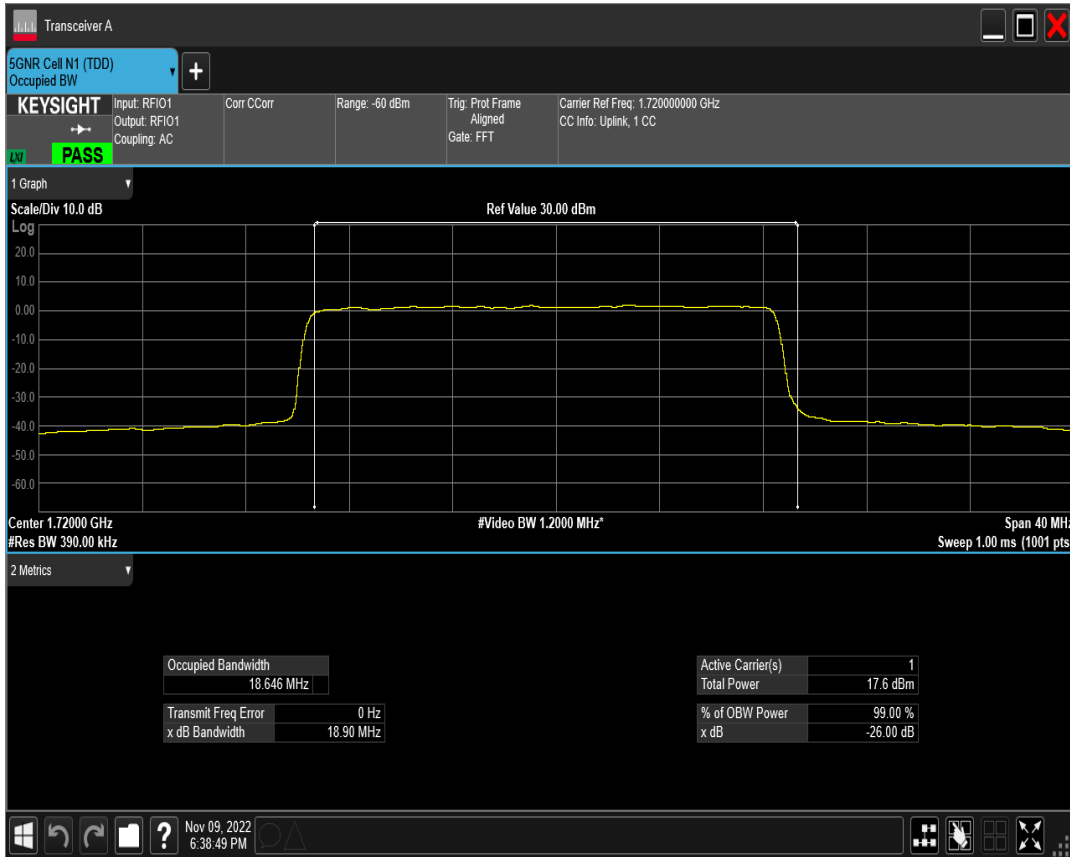 Transceiver A
5GNR Cell N1 (TDD)
Occupied BW
+
KEYSIGHT
Input: RFIO1
Output: RFIO1
Coupling: AC
Corr CCorr
Range: -60 dBm
Trig: Prot Frame
Aligned
Gate: FFT
Carrier Ref Freq: 1.720000000 GHz
CC Info: Uplink, 1 CC
LXI
PASS
1 Graph
Scale/Div 10.0 dB
Ref Value 30.00 dBm
Log
20.0
10.0
0.00
-10.0
-20.0
-30.0
-40.0
-50.0
-60.0
Center 1.72000 GHz
#Video BW 1.2000 MHz*
Span 40 MHz
#Res BW 390.00 kHz
Sweep 1.00 ms (1001 pts
2 Metrics
Occupied Bandwidth
18.646 MHz
Transmit Freq Error 0 Hz
x dB Bandwidth 18.90 MHz
Active Carrier(s) 1
Total Power 17.6 dBm
% of OBW Power 99.00 %
x dB -26.00 dB
?
Nov 09, 2022
6:38:49 PM